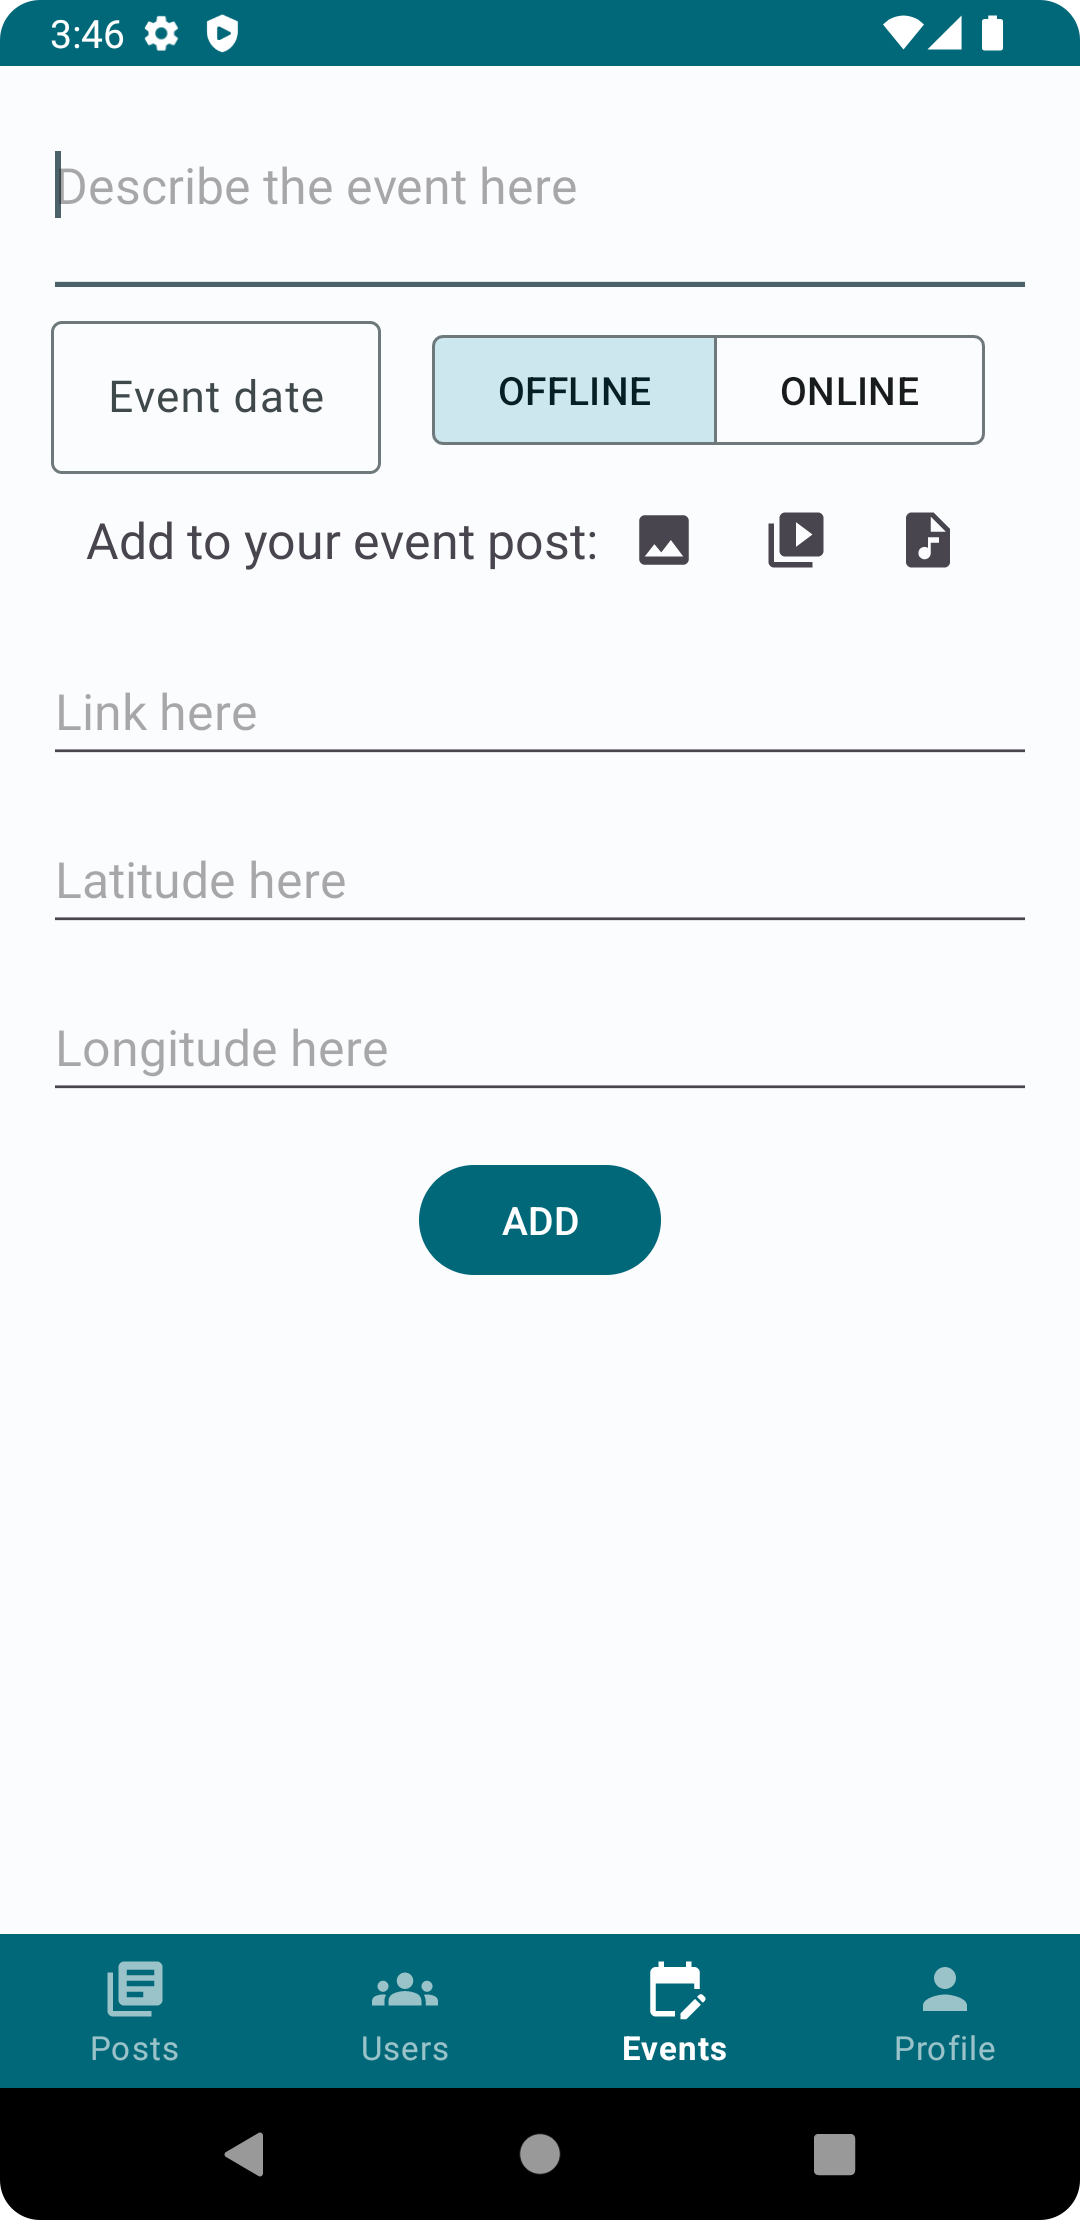 3:46
Describe the event here
Event date
OFFLINE ONLINE
Add to your event post:
Link here
Latitude here
Longitude here
ADD
Posts Users Events Profile